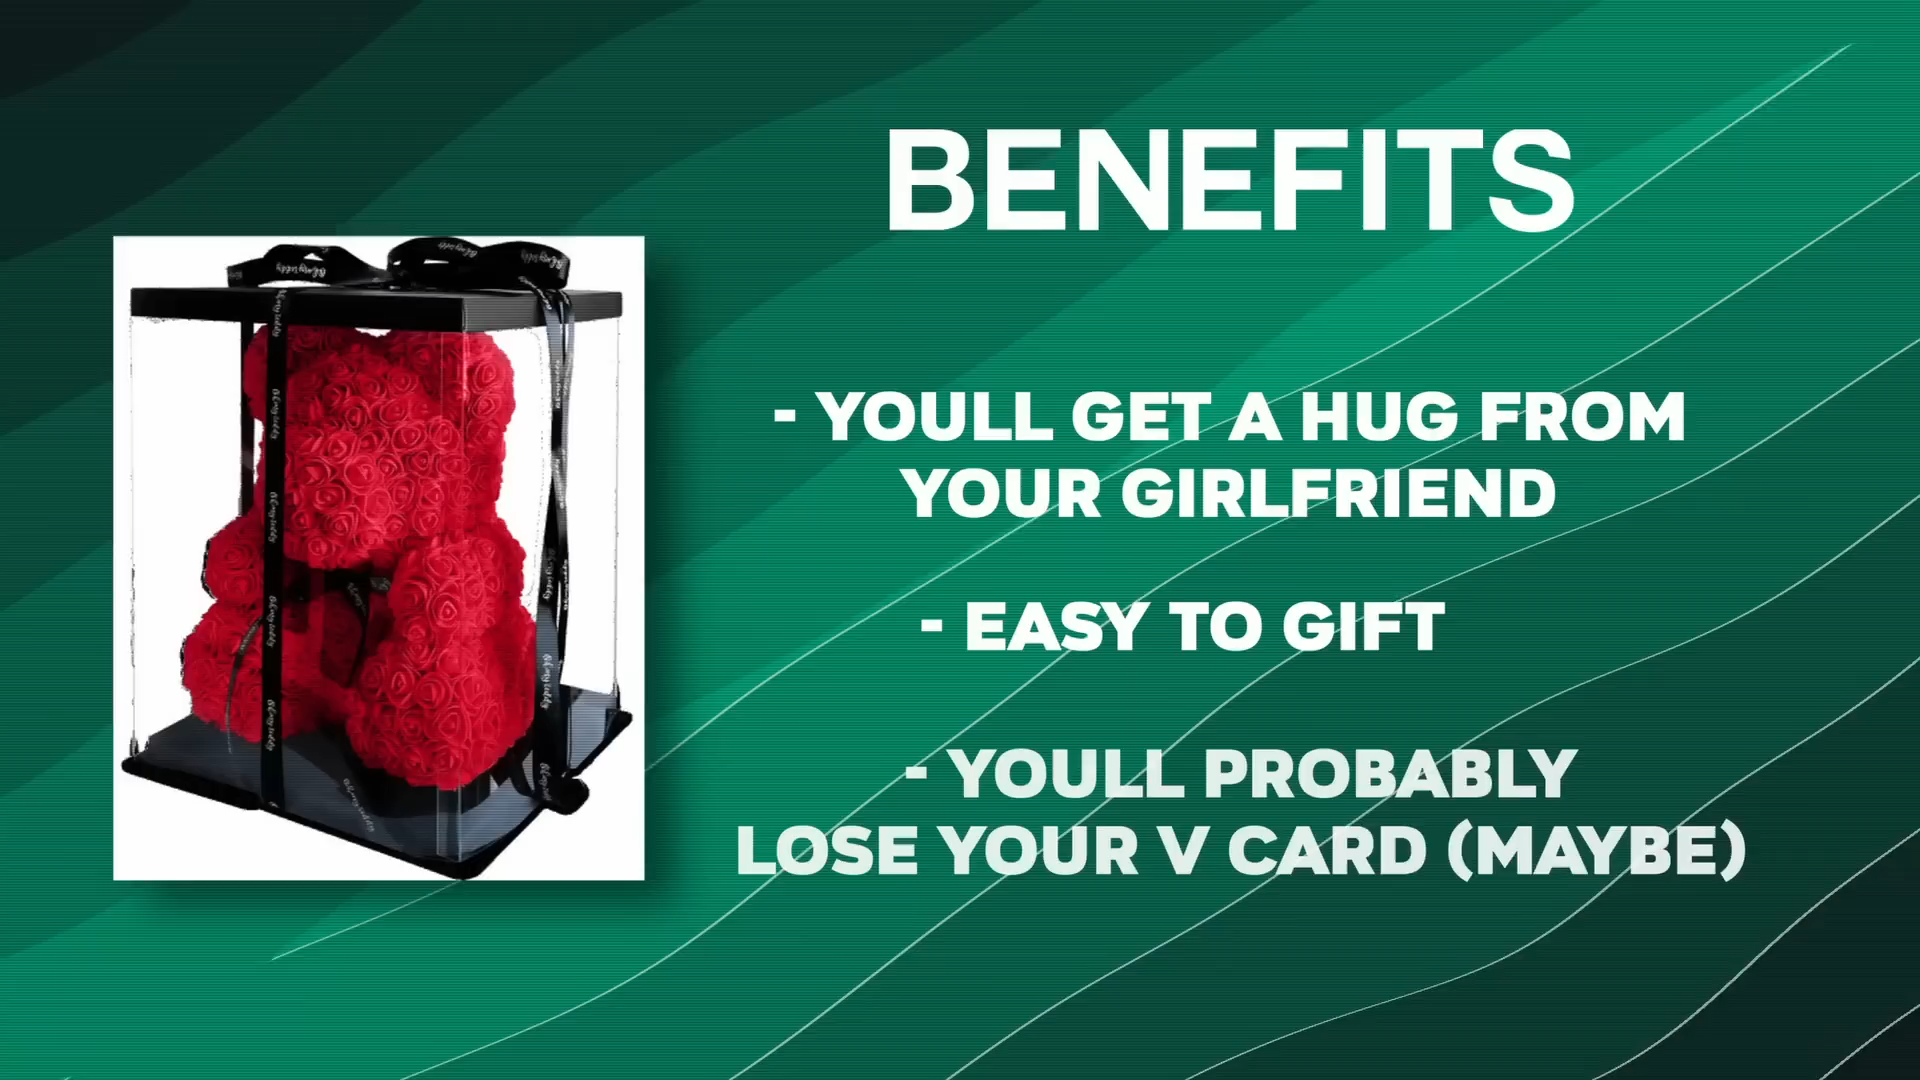 BENEFITS
- YOULL GET A HUG FROM
YOUR GIRLFRIEND
- EASY TO GIFT
- YOULL PROBABLY
LOSE YOUR V CARD (MAYBE)